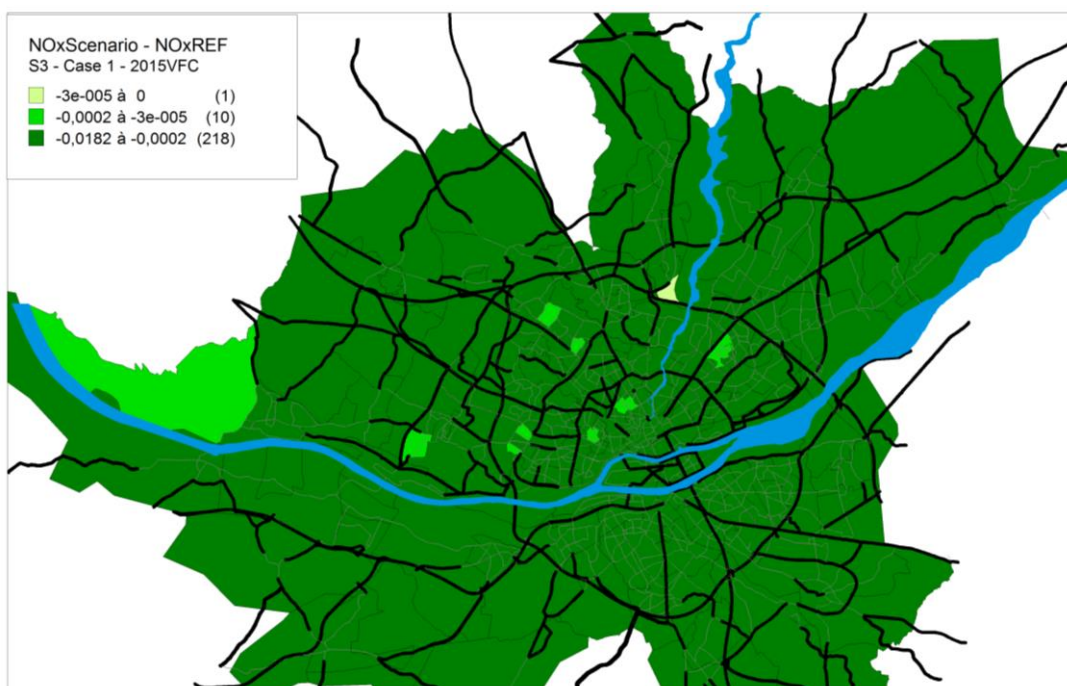 NOxScenario - NOxREF
S3 - Case 1 - 2015VFC
-3e-005 à 0 (1)
-0,0002 à -3e-005 (10)
-0,0182 à -0,0002 (218)